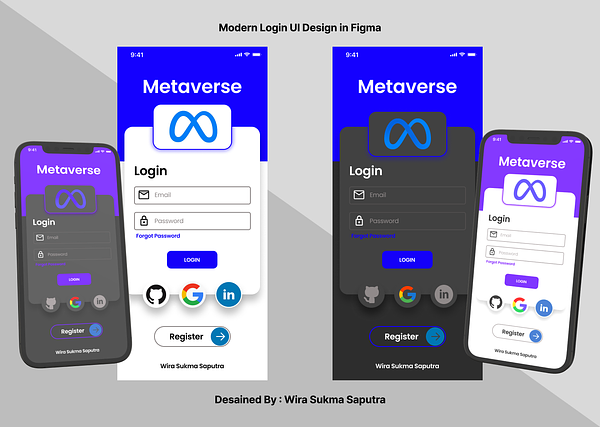 Modern Login UI Design in Figma
9:41
Metaverse
Login
Email
Password
Forgot Password
LOGIN
in
Register
Wira Sukma Saputra
9:41
Metaverse
Login
Email
Password
Forgot Password
LOGIN
in
Register
Wira Sukma Saputra
9:41
Metaverse
Login
Email
Password
LOGIN
in
Register
Wira Sukma Saputra
9:41
Metaverse
Login
Email
Password
Forgot Password
LOGIN
in
Register
Wira Sukma Saputra
Desained By : Wira Sukma Saputra